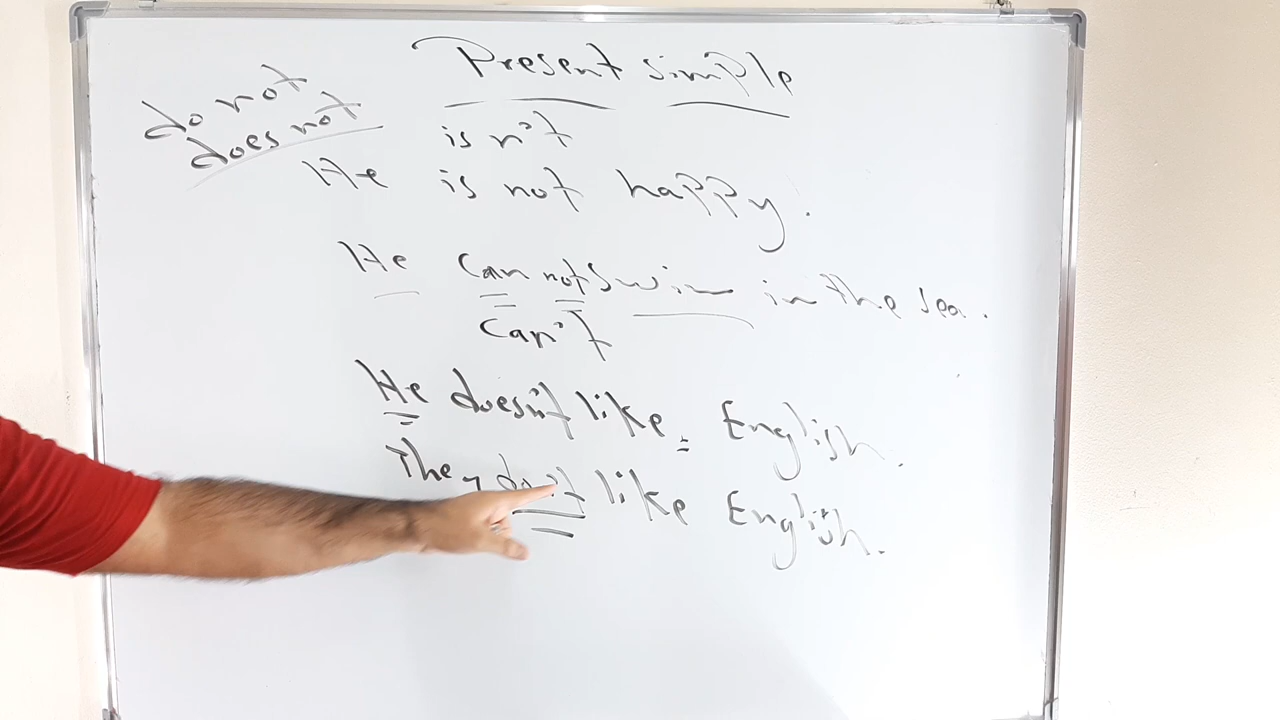 Present simple
do not
does not
is n't
He is not happy.
He can not swim in the sea.
can't
He doesn't like English.
They don't like English.